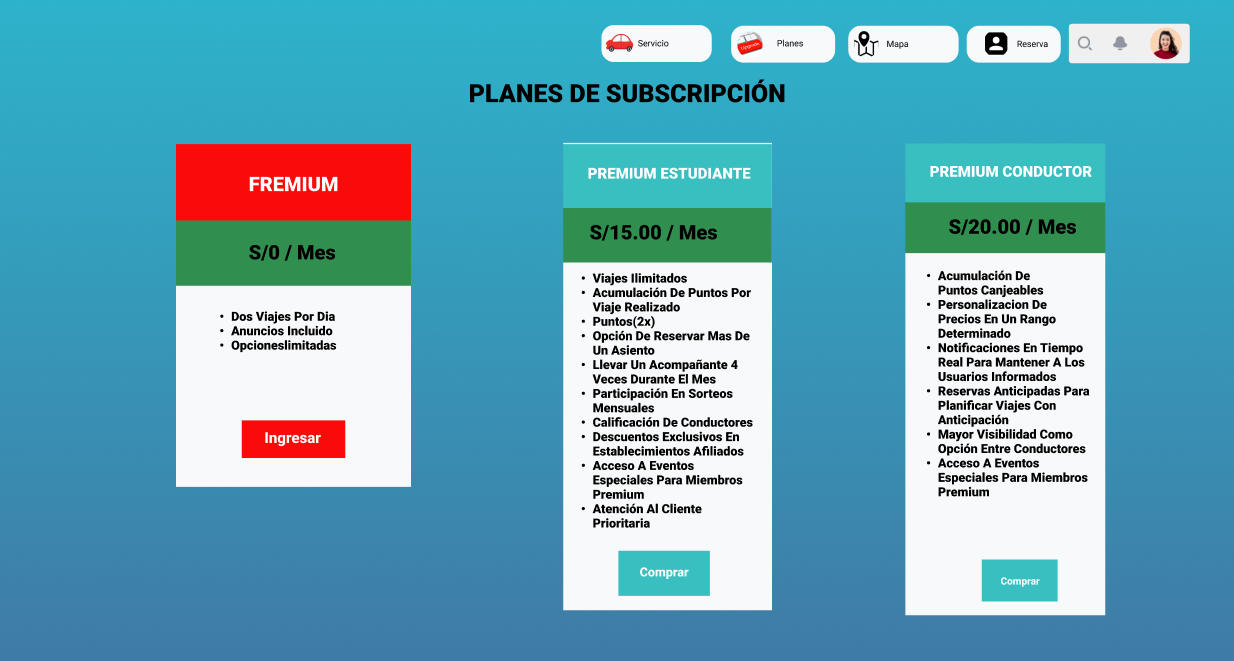 Servicio
Upgrade
Planes
Mapa
Reserva
PLANES DE SUBSCRIPCIÓN
FREMIUM
S/0 / Mes
• Dos Viajes Por Dia
• Anuncios Incluido
• Opcioneslimitadas
Ingresar
PREMIUM ESTUDIANTE
S/15.00 / Mes
• Viajes Ilimitados
• Acumulación De Puntos Por
Viaje Realizado
• Puntos(2x)
• Opción De Reservar Mas De
Un Asiento
• Llevar Un Acompañante 4
Veces Durante El Mes
• Participación En Sorteos
Mensuales
• Calificación De Conductores
• Descuentos Exclusivos En
Establecimientos Afiliados
• Acceso A Eventos
Especiales Para Miembros
Premium
• Atención Al Cliente
Prioritaria
Comprar
PREMIUM CONDUCTOR
S/20.00 / Mes
• Acumulación De
Puntos Canjeables
• Personalizacion De
Precios En Un Rango
Determinado
• Notificaciones En Tiempo
Real Para Mantener A Los
Usuarios Informados
• Reservas Anticipadas Para
Planificar Viajes Con
Anticipación
• Mayor Visibilidad Como
Opción Entre Conductores
• Acceso A Eventos
Especiales Para Miembros
Premium
Comprar